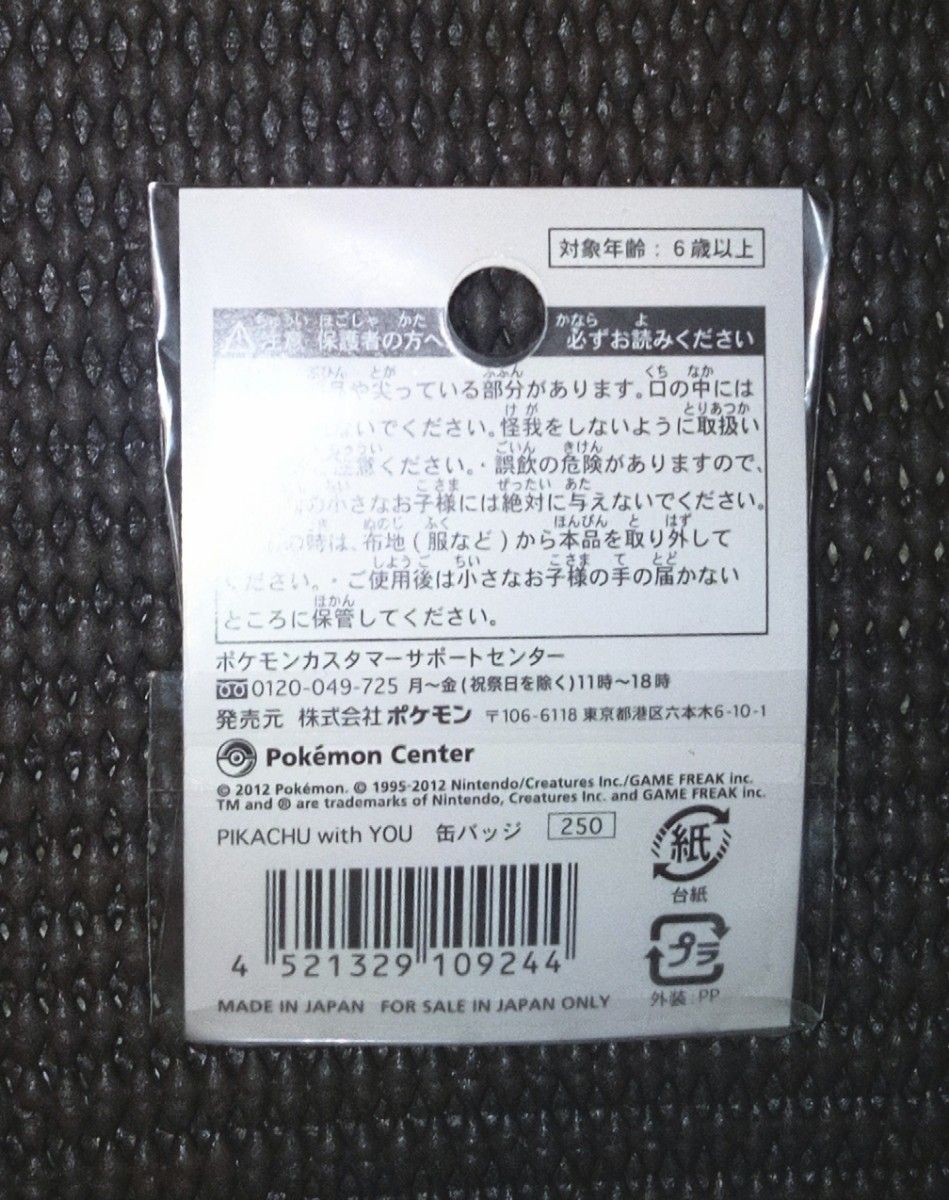 対象年齢：6歳以上
注意 保護者の方へ 必ずお読みください
や尖っている部分があります。口の中には
いでください。怪我をしないように取扱い
注意ください。・誤飲の危険がありますので、
の小さなお子様には絶対に与えないでください。
の時は、布地(服など)から本品を取り外して
ください。・ご使用後は小さなお子様の手の届かない
ところに保管してください。
ポケモンカスタマーサポートセンター
0120-049-725 月〜金(祝祭日を除く)11時〜18時
発売元 株式会社ポケモン 〒106-6118 東京都港区六本木6-10-1
Pokémon Center
© 2012 Pokémon. © 1995-2012 Nintendo/Creatures Inc./GAME FREAK inc.
TM and ® are trademarks of Nintendo, Creatures Inc. and GAME FREAK inc.
PIKACHU with YOU 缶バッジ 250
紙
台紙
4 521329 109244
プラ
外装：PP
MADE IN JAPAN FOR SALE IN JAPAN ONLY